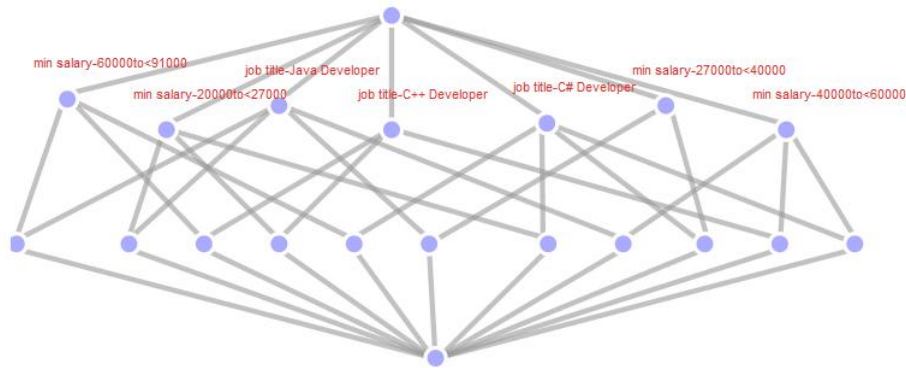 min salary-60000to<91000
job title-Java Developer
min salary-27000to<40000
min salary-20000to<27000
job title-C++ Developer
job title-C# Developer
min salary-40000to<60000